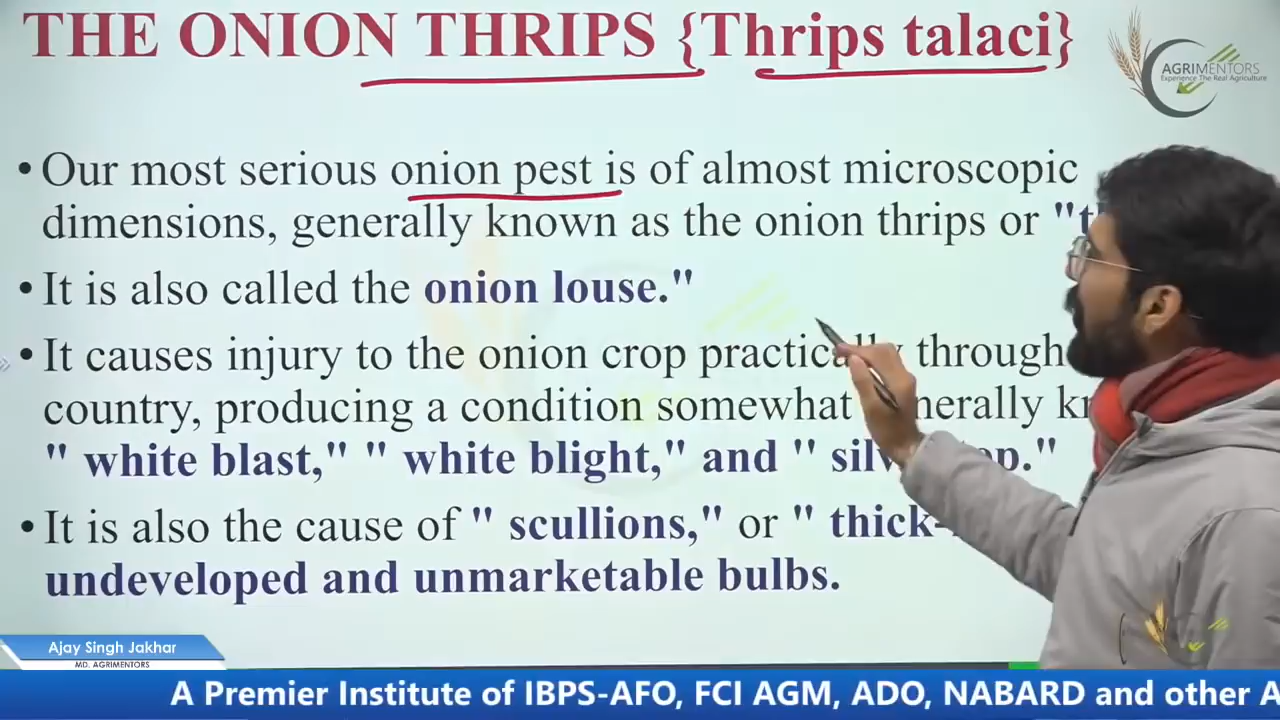 THE ONION THRIPS {Thrips talaci}
AGRIMENTORS
Experience The Real Agriculture
• Our most serious onion pest is of almost microscopic
dimensions, generally known as the onion thrips or "
• It is also called the onion louse."
• It causes injury to the onion crop practically through
country, producing a condition somewhat
" white blast," " white blight," and "
• It is also the cause of " scullions," or " thick-
undeveloped and unmarketable bulbs.
Ajay Singh Jakhar
MD. AGRIMENTORS
A Premier Institute of IBPS-AFO, FCI AGM, ADO, NABARD and other A